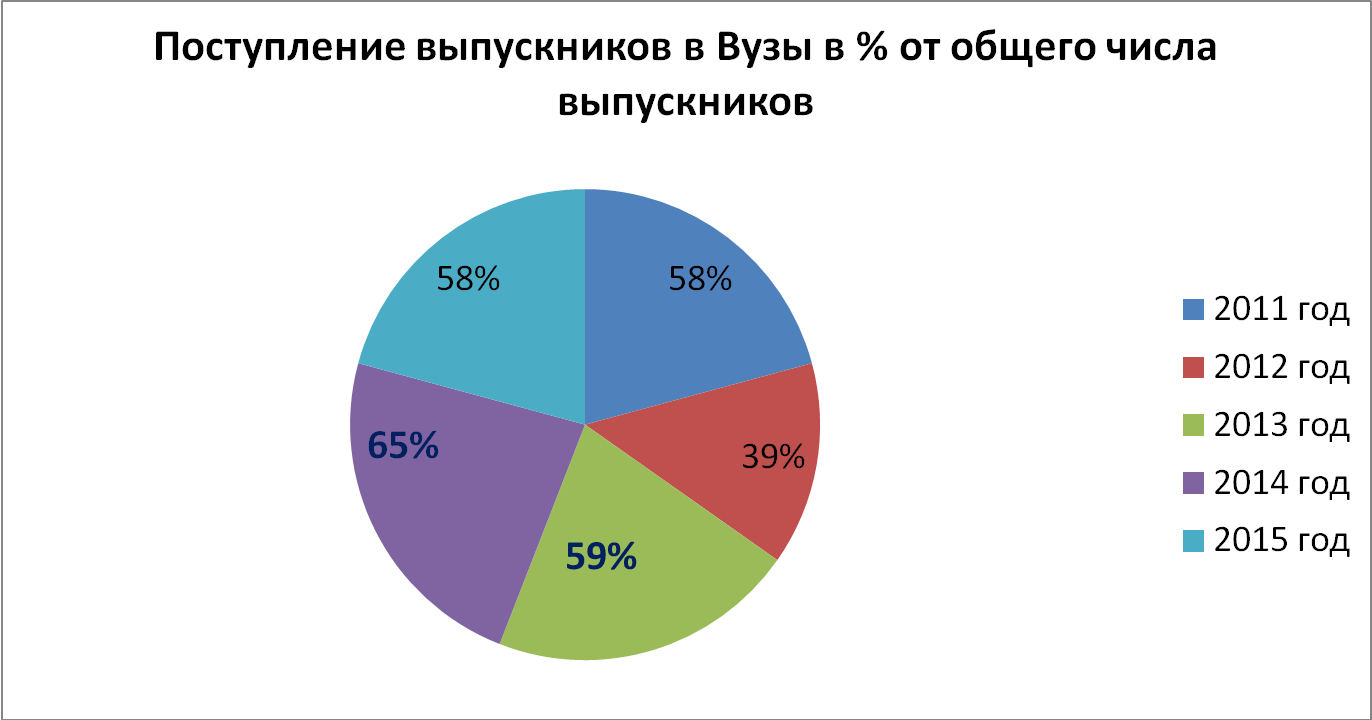 Поступление выпускников в Вузы в % от общего числа
выпускников
58%
58%
39%
65%
59%
2011 год
2012 год
2013 год
2014 год
2015 год